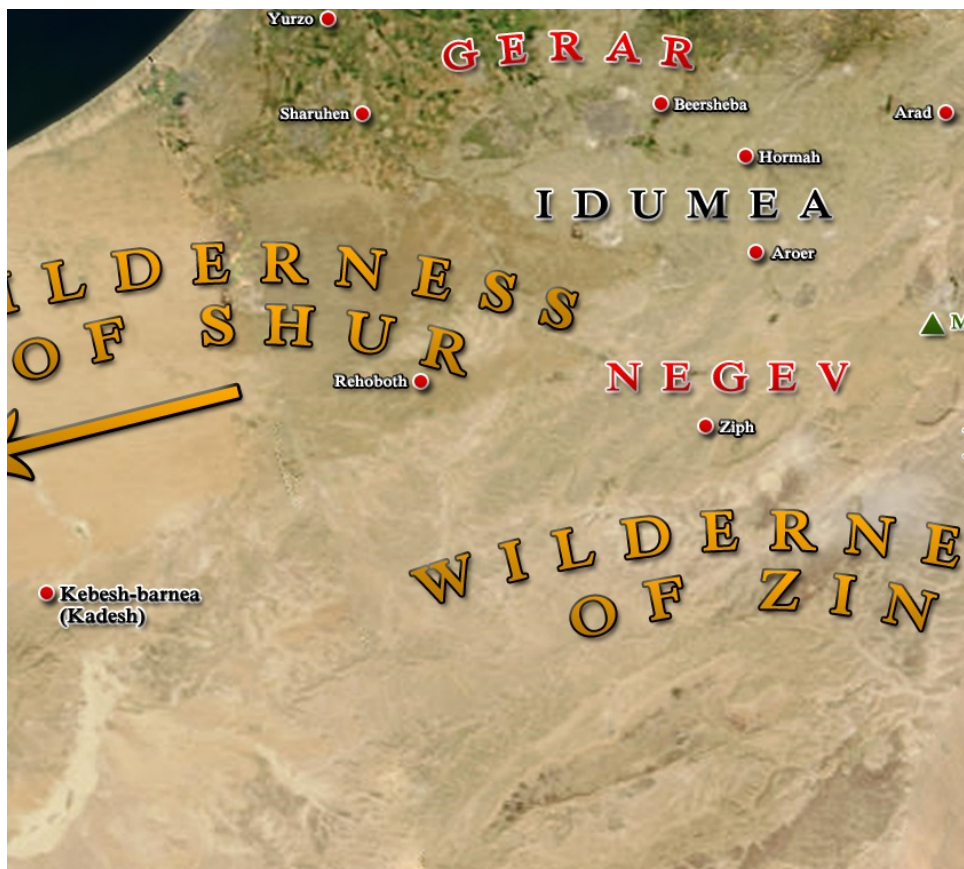 Yurzo
GERAR
Sharuhen
Beersheba
Arad
Hormah
IDUMEA
Aroer
ILDERNESS
OF SHUR
M
Rehoboth
NEGEV
Ziph
WILDERNE
OF ZIN
Kebesh-barnea
(Kadesh)